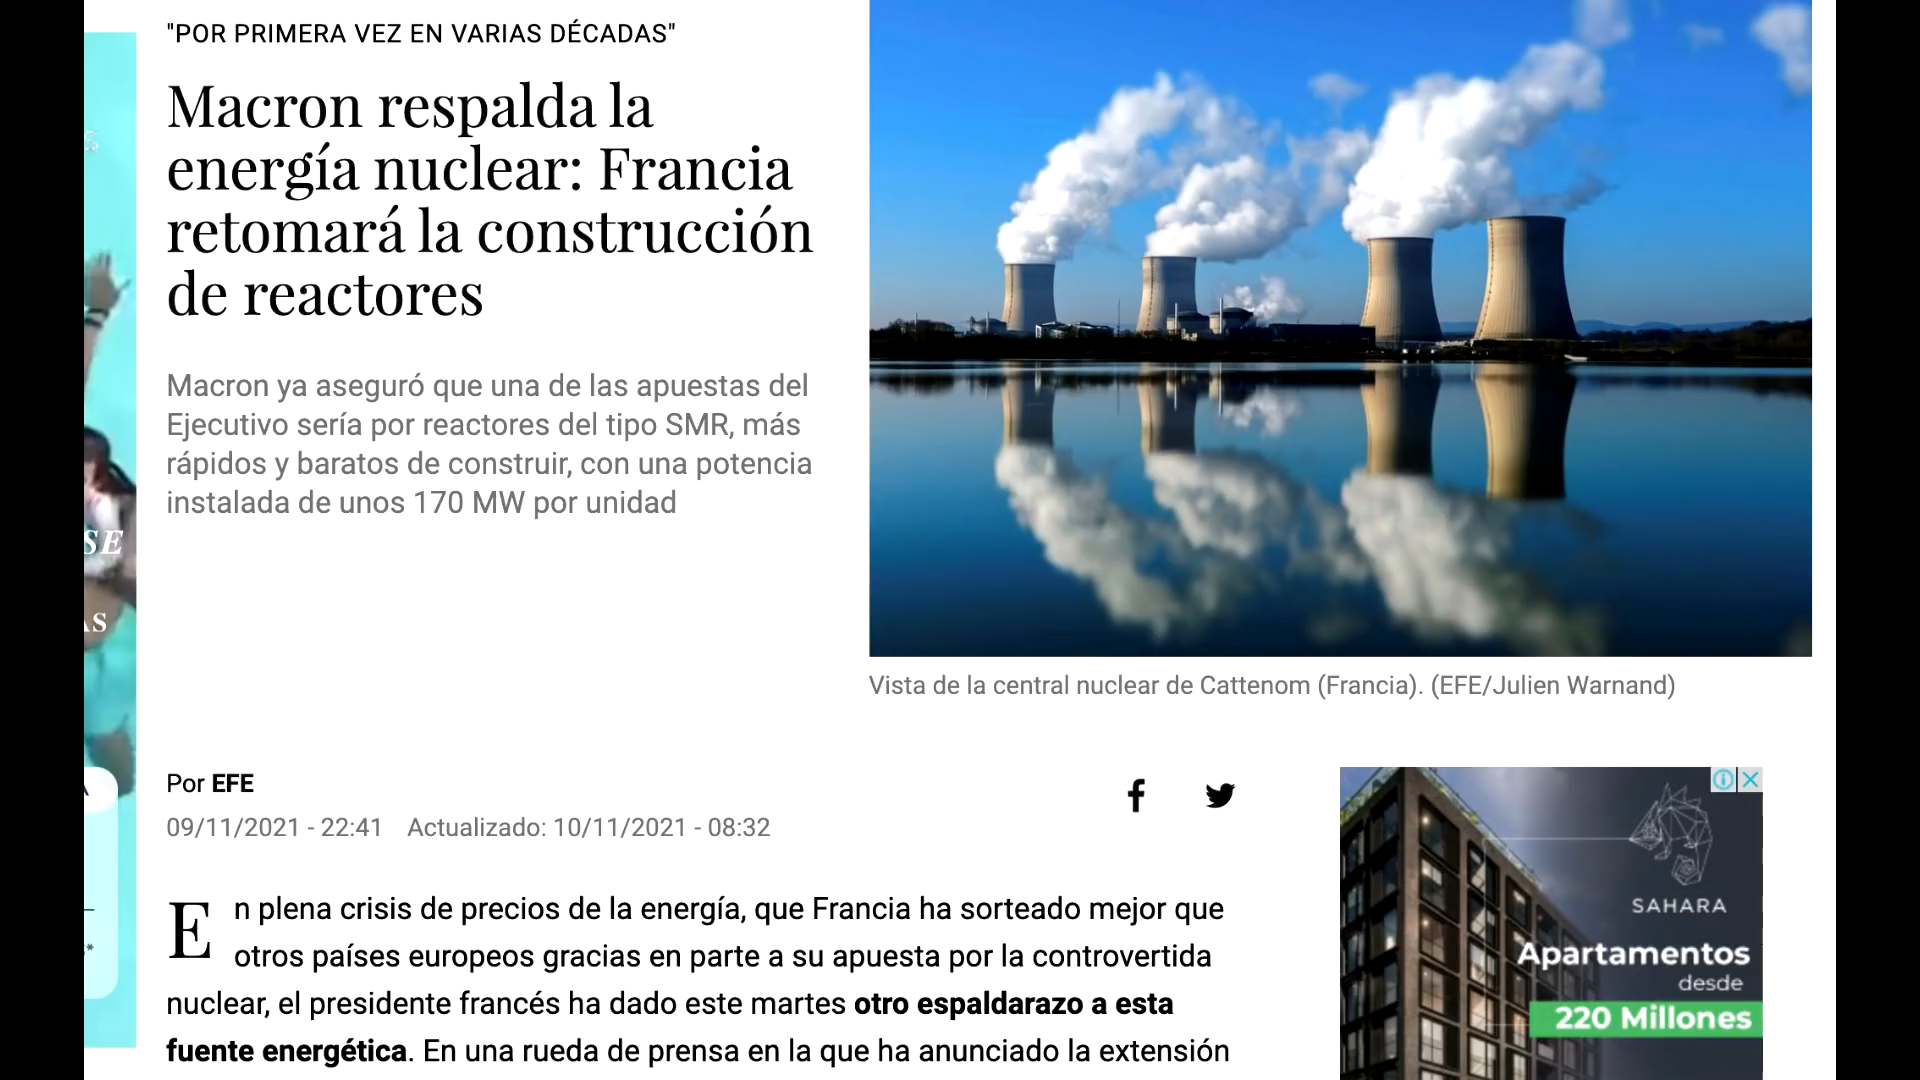 "POR PRIMERA VEZ EN VARIAS DÉCADAS"
Macron respalda la
energía nuclear: Francia
retomará la construcción
de reactores
Macron ya aseguró que una de las apuestas del
Ejecutivo sería por reactores del tipo SMR, más
rápidos y baratos de construir, con una potencia
instalada de unos 170 MW por unidad
Vista de la central nuclear de Cattenom (Francia). (EFE/Julien Warnand)
Por EFE
09/11/2021 - 22:41 Actualizado: 10/11/2021 - 08:32
En plena crisis de precios de la energía, que Francia ha sorteado mejor que
otros países europeos gracias en parte a su apuesta por la controvertida
nuclear, el presidente francés ha dado este martes otro espaldarazo a esta
fuente energética. En una rueda de prensa en la que ha anunciado la extensión
SAHARA
Apartamentos
desde
220 Millones
SE
AS